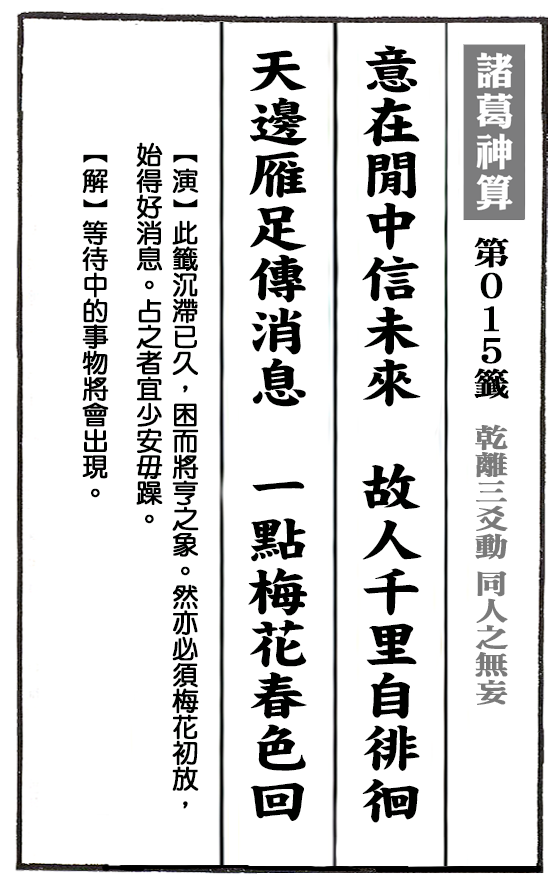 諸葛神算 第015籤 乾離三爻動 同人之無妄
意在閒中信未來 故人千里自徘徊
天邊雁足傳消息 一點梅花春色回
【演】此籤沉滯已久，困而將亨之象。然亦必須梅花初放，
始得好消息。占之者宜少安毋躁。
【解】等待中的事物將會出現。